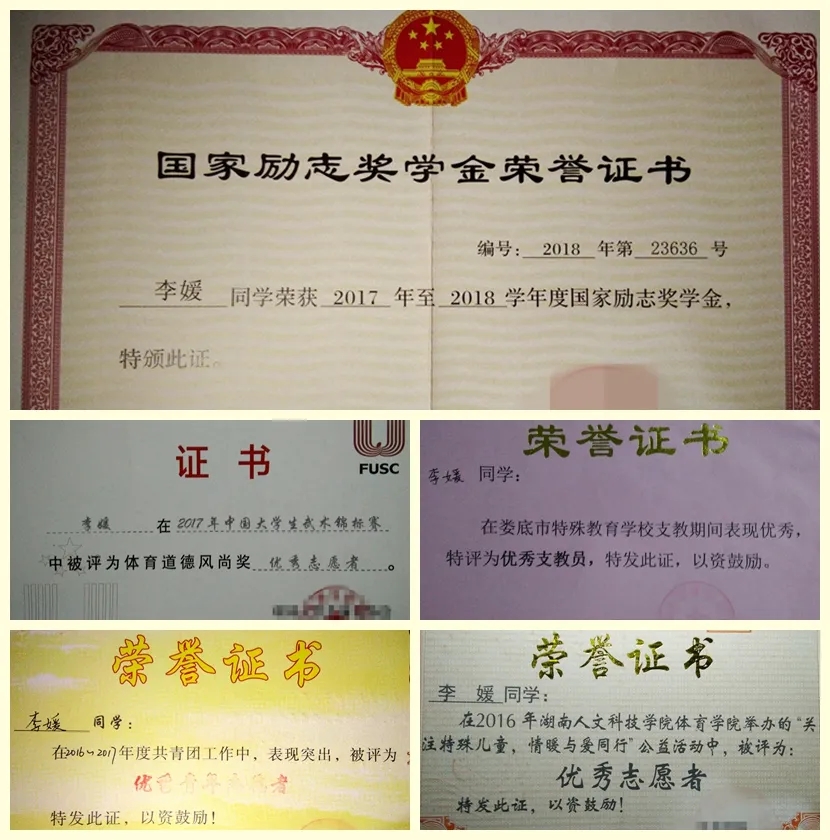 国家励志奖学金荣誉证书
编号：2018 年第 23636 号
李媛 同学荣获 2017 年至 2018 学年度国家励志奖学金，
特颁此证。
FUSC
证书
李媛 在 2017年中国大学生武术锦标赛
中被评为体育道德风尚奖 优秀志愿者。
荣誉证书
李媛 同学：
在娄底市特殊教育学校支教期间表现优秀，
特评为优秀支教员，特发此证，以资鼓励。
荣誉证书
李媛 同学：
在2016~2017年度共青团工作中，表现突出，被评为
优秀青年志愿者
特发此证，以资鼓励！
荣誉证书
李媛同学：
在2016年湖南人文科技学院体育学院举办的“关
注特殊儿童，情暖与爱同行”公益活动中，被评为：
优秀志愿者
特发此证，以资鼓励！